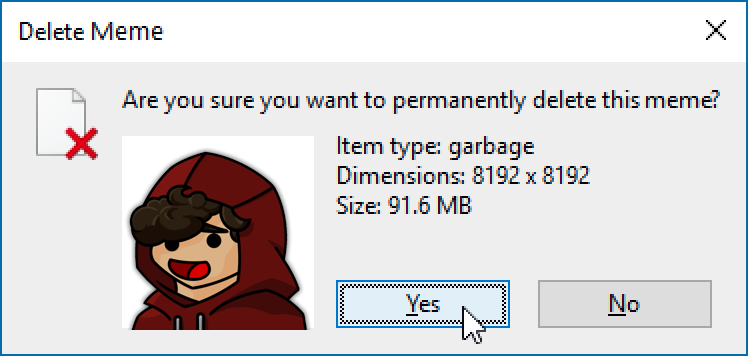 Delete Meme
Are you sure you want to permanently delete this meme?
Item type: garbage
Dimensions: 8192 x 8192
Size: 91.6 MB
Yes
No